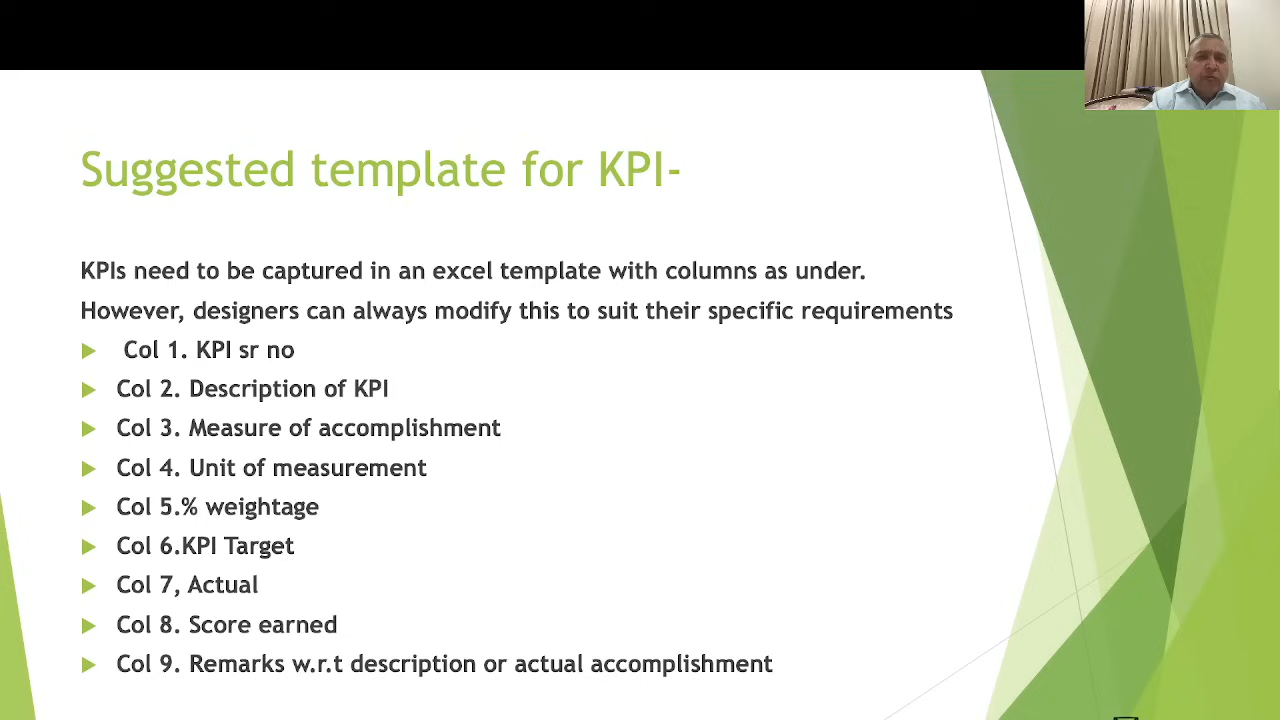 Suggested template for KPI-
KPIs need to be captured in an excel template with columns as under.
However, designers can always modify this to suit their specific requirements
Col 1. KPI sr no
Col 2. Description of KPI
Col 3. Measure of accomplishment
Col 4. Unit of measurement
Col 5.% weightage
Col 6.KPI Target
Col 7, Actual
Col 8. Score earned
Col 9. Remarks w.r.t description or actual accomplishment